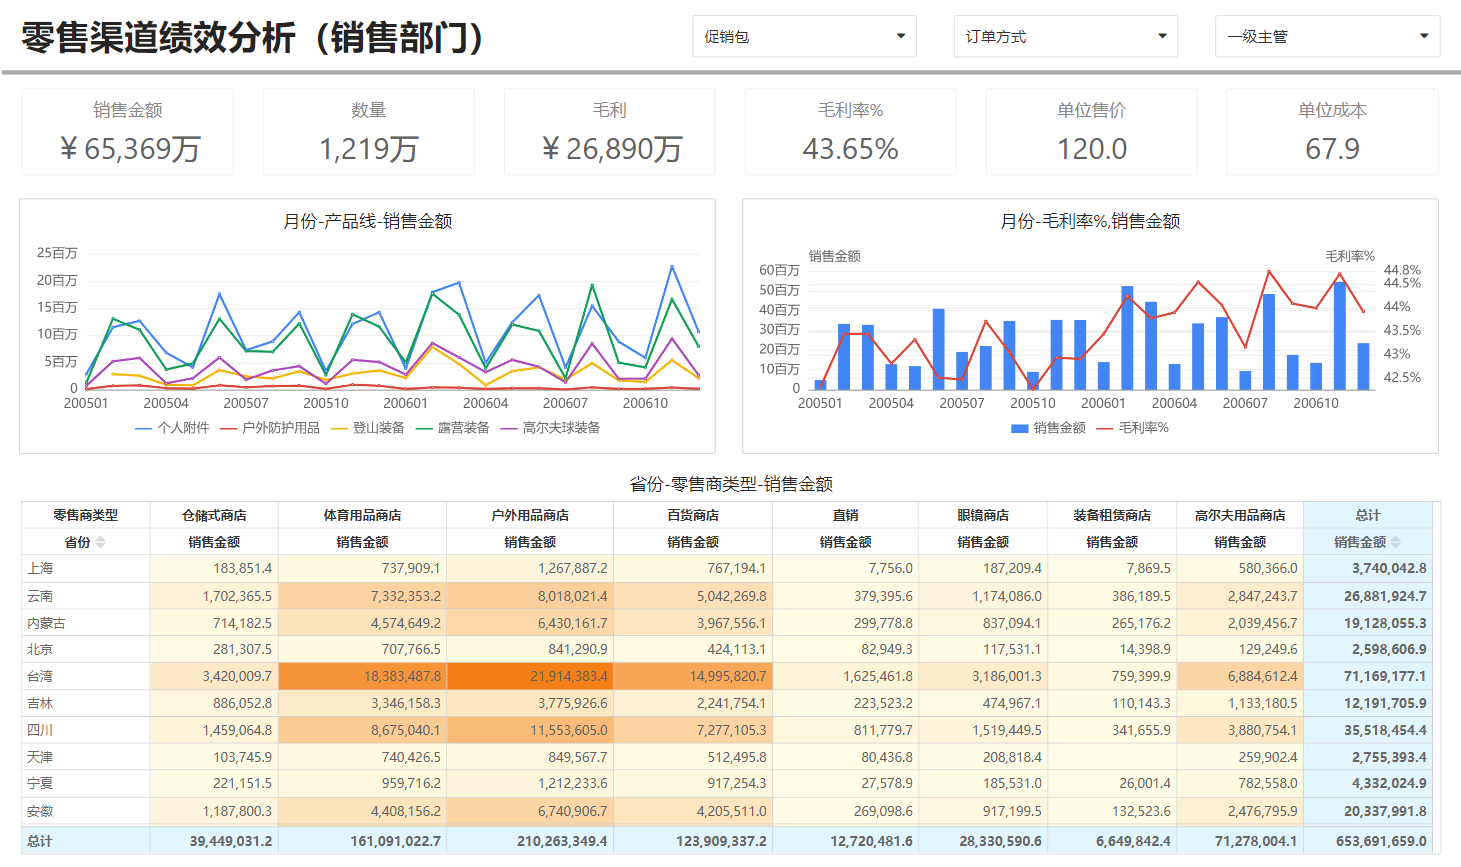 零售渠道绩效分析（销售部门）
促销包
订单方式
一级主管
销售金额
￥65,369万
数量
1,219万
毛利
￥26,890万
毛利率%
43.65%
单位售价
120.0
单位成本
67.9
月份-产品线-销售金额
25百万
20百万
15百万
10百万
5百万
0
200501 200504 200507 200510 200601 200604 200607 200610
个人附件 户外防护用品 登山装备 露营装备 高尔夫球装备
月份-毛利率%,销售金额
销售金额 毛利率%
60百万
50百万
40百万
30百万
20百万
10百万
0
44.8%
44.5%
44%
43.5%
43%
42.5%
200501 200504 200507 200510 200601 200604 200607 200610
销售金额 毛利率%
省份-零售商类型-销售金额
零售商类型 仓储式商店 体育用品商店 户外用品商店 百货商店 直销 眼镜商店 装备租赁商店 高尔夫用品商店 总计
省份 销售金额 销售金额 销售金额 销售金额 销售金额 销售金额 销售金额 销售金额 销售金额
上海 183,851.4 737,909.1 1,267,887.2 767,194.1 7,756.0 187,209.4 7,869.5 580,366.0 3,740,042.8
云南 1,702,365.5 7,332,353.2 8,018,021.4 5,042,269.8 379,395.6 1,174,086.0 386,189.5 2,847,243.7 26,881,924.7
内蒙古 714,182.5 4,574,649.2 6,430,161.7 3,967,556.1 299,778.8 837,094.1 265,176.2 2,039,456.7 19,128,055.3
北京 281,307.5 707,766.5 841,290.9 424,113.1 82,949.3 117,531.1 14,398.9 129,249.6 2,598,606.9
台湾 3,420,009.7 18,383,487.8 21,914,383.4 14,995,820.7 1,625,461.8 3,186,001.3 759,399.9 6,884,612.4 71,169,177.1
吉林 886,052.8 3,346,158.3 3,775,926.6 2,241,754.1 223,523.2 474,967.1 110,143.3 1,133,180.5 12,191,705.9
四川 1,459,064.8 8,675,040.1 11,553,605.0 7,277,105.3 811,779.7 1,519,449.5 341,655.9 3,880,754.1 35,518,454.4
天津 103,745.9 740,426.5 849,567.7 512,495.8 80,436.8 208,818.4 259,902.4 2,755,393.4
宁夏 221,151.5 959,716.2 1,212,233.6 917,254.3 27,578.9 185,531.0 26,001.4 782,558.0 4,332,024.9
安徽 1,187,800.3 4,408,156.2 6,740,906.7 4,205,511.0 269,098.6 917,199.5 132,523.6 2,476,795.9 20,337,991.8
总计 39,449,031.2 161,091,022.7 210,263,349.4 123,909,337.2 12,720,481.6 28,330,590.6 6,649,842.4 71,278,004.1 653,691,659.0